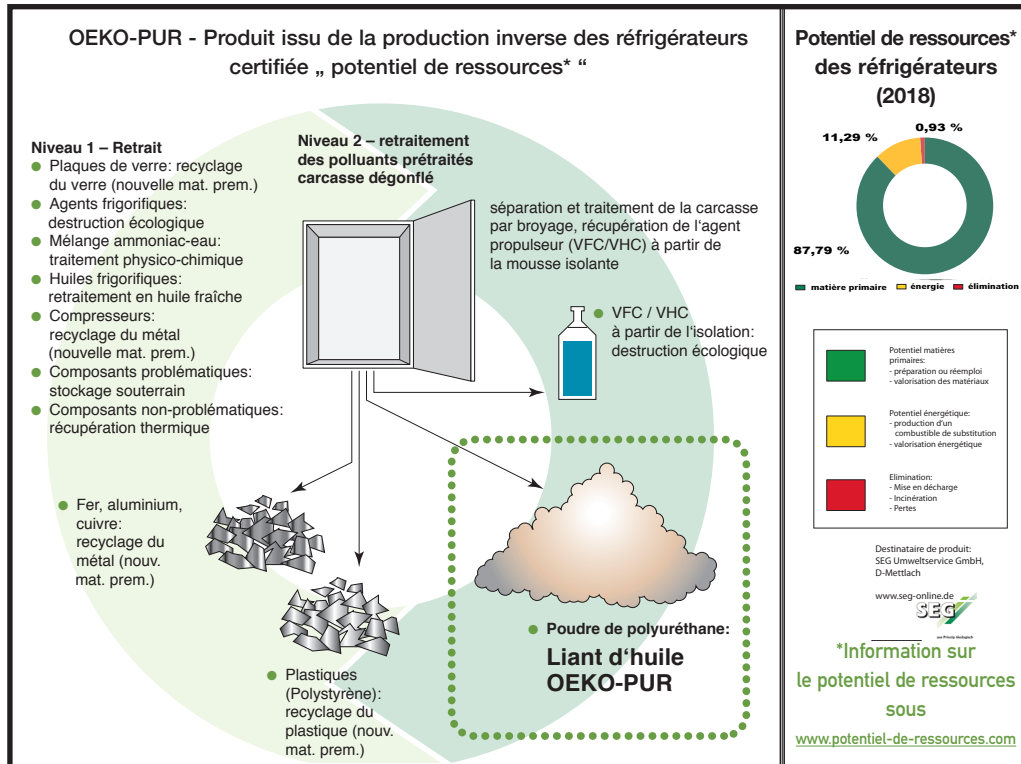 OEKO-PUR - Produit issu de la production inverse des réfrigérateurs
certifiée „ potentiel de ressources* “
Niveau 1 – Retrait
Plaques de verre: recyclage
du verre (nouvelle mat. prem.)
Agents frigorifiques:
destruction écologique
Mélange ammoniac-eau:
traitement physico-chimique
Huiles frigorifiques:
retraitement en huile fraîche
Compresseurs:
recyclage du métal
(nouvelle mat. prem.)
Composants problématiques:
stockage souterrain
Composants non-problématiques:
récupération thermique
Niveau 2 – retraitement
des polluants prétraités
carcasse dégonflé
séparation et traitement de la carcasse
par broyage, récupération de l‘agent
propulseur (VFC/VHC) à partir de
la mousse isolante
VFC / VHC
à partir de l‘isolation:
destruction écologique
Fer, aluminium,
cuivre:
recyclage du
métal (nouv.
mat. prem.)
Plastiques
(Polystyrène):
recyclage du
plastique (nouv.
mat. prem.)
Poudre de polyuréthane:
Liant d‘huile
OEKO-PUR
Potentiel de ressources*
des réfrigérateurs
(2018)
0,93 %
11,29 %
87,79 %
matière primaire énergie élimination
Potentiel matières
primaires:
- préparation ou réemploi
- valorisation des matériaux
Potentiel énergétique:
- production d'un
combustible de substitution
- valorisation énergétique
Elimination:
- Mise en décharge
- Incinération
- Pertes
Destinataire de produit:
SEG Umweltservice GmbH,
D-Mettlach
www.seg-online.de
SEG
*Information sur
le potentiel de ressources
sous
www.potentiel-de-ressources.com